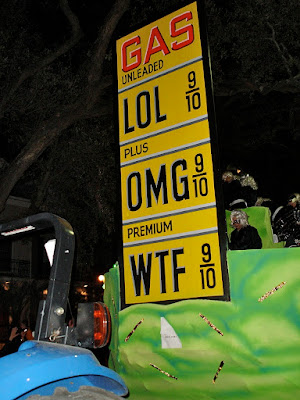 GAS
UNLEADED
LOL 9/10
PLUS
OMG 9/10
PREMIUM
WTF 9/10